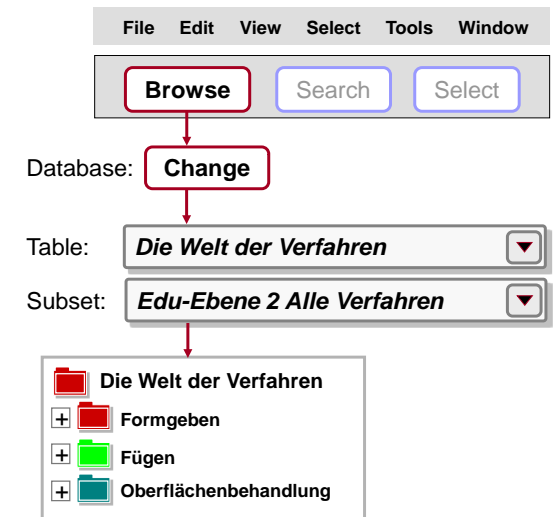 File Edit View Select Tools Window
Browse Search Select
Database: Change
Table: Die Welt der Verfahren
Subset: Edu-Ebene 2 Alle Verfahren
Die Welt der Verfahren
Formgeben
Fügen
Oberflächenbehandlung